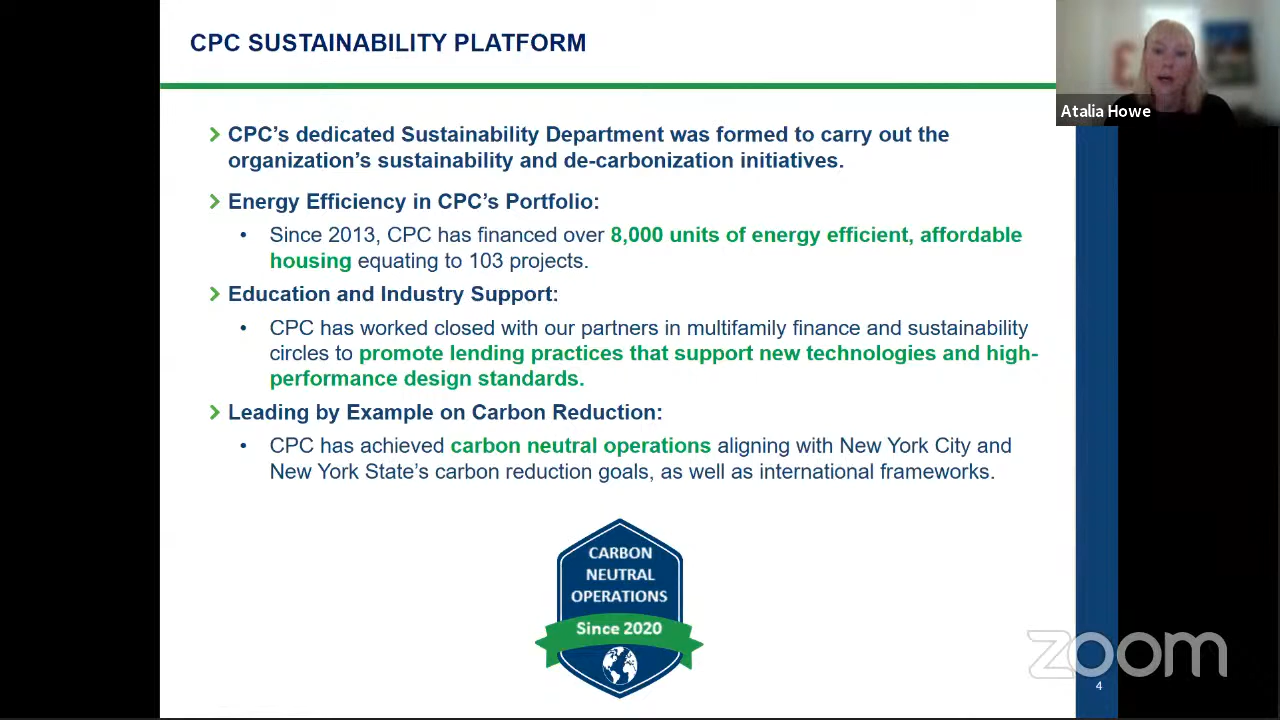 CPC SUSTAINABILITY PLATFORM
Atalia Howe
CPC's dedicated Sustainability Department was formed to carry out the
organization's sustainability and de-carbonization initiatives.
Energy Efficiency in CPC's Portfolio:
• Since 2013, CPC has financed over 8,000 units of energy efficient, affordable
housing equating to 103 projects.
Education and Industry Support:
• CPC has worked closed with our partners in multifamily finance and sustainability
circles to promote lending practices that support new technologies and high-
performance design standards.
Leading by Example on Carbon Reduction:
• CPC has achieved carbon neutral operations aligning with New York City and
New York State's carbon reduction goals, as well as international frameworks.
CARBON
NEUTRAL
OPERATIONS
Since 2020
zoom
4